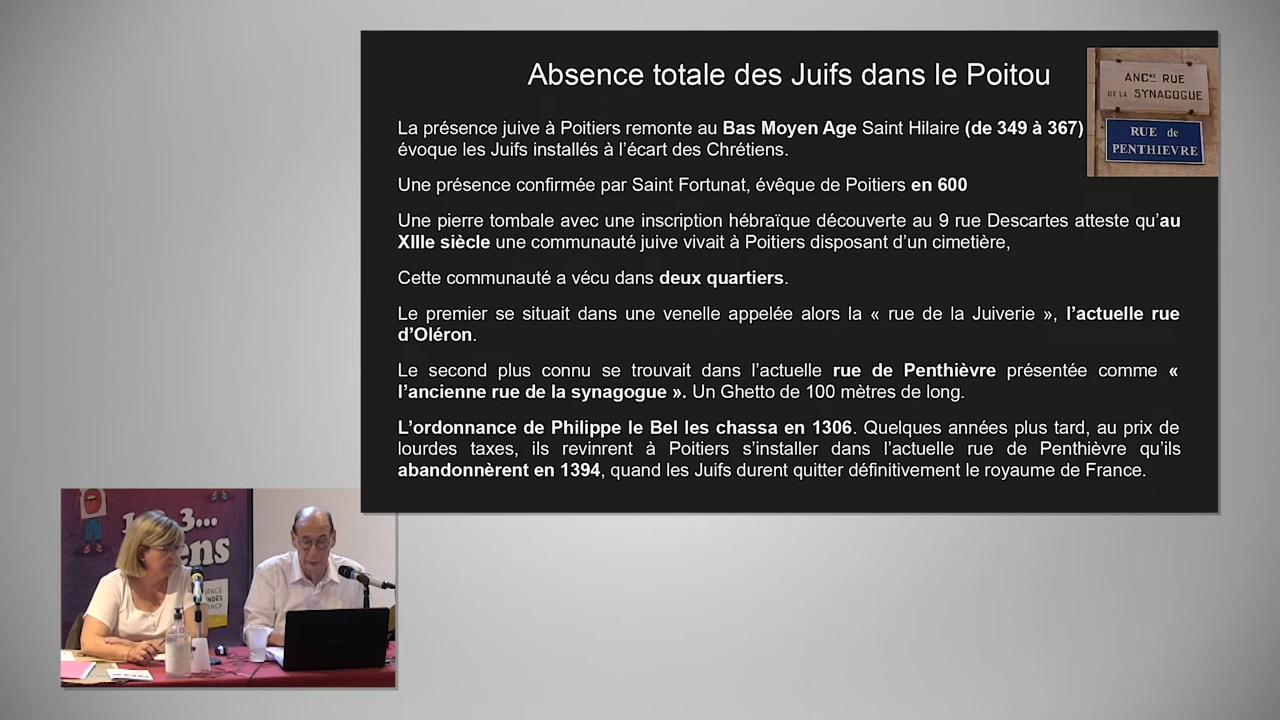 Absence totale des Juifs dans le Poitou
ANCNE RUE
DE LA SYNAGOGUE
RUE de
PENTHIEVRE
La présence juive à Poitiers remonte au Bas Moyen Age Saint Hilaire (de 349 à 367)
évoque les Juifs installés à l’écart des Chrétiens.
Une présence confirmée par Saint Fortunat, évêque de Poitiers en 600
Une pierre tombale avec une inscription hébraïque découverte au 9 rue Descartes atteste qu’au
XIIIe siècle une communauté juive vivait à Poitiers disposant d’un cimetière,
Cette communauté a vécu dans deux quartiers.
Le premier se situait dans une venelle appelée alors la « rue de la Juiverie », l’actuelle rue
d’Oléron.
Le second plus connu se trouvait dans l’actuelle rue de Penthièvre présentée comme «
l’ancienne rue de la synagogue ». Un Ghetto de 100 mètres de long.
L’ordonnance de Philippe le Bel les chassa en 1306. Quelques années plus tard, au prix de
lourdes taxes, ils revinrent à Poitiers s’installer dans l’actuelle rue de Penthièvre qu’ils
abandonnèrent en 1394, quand les Juifs durent quitter définitivement le royaume de France.